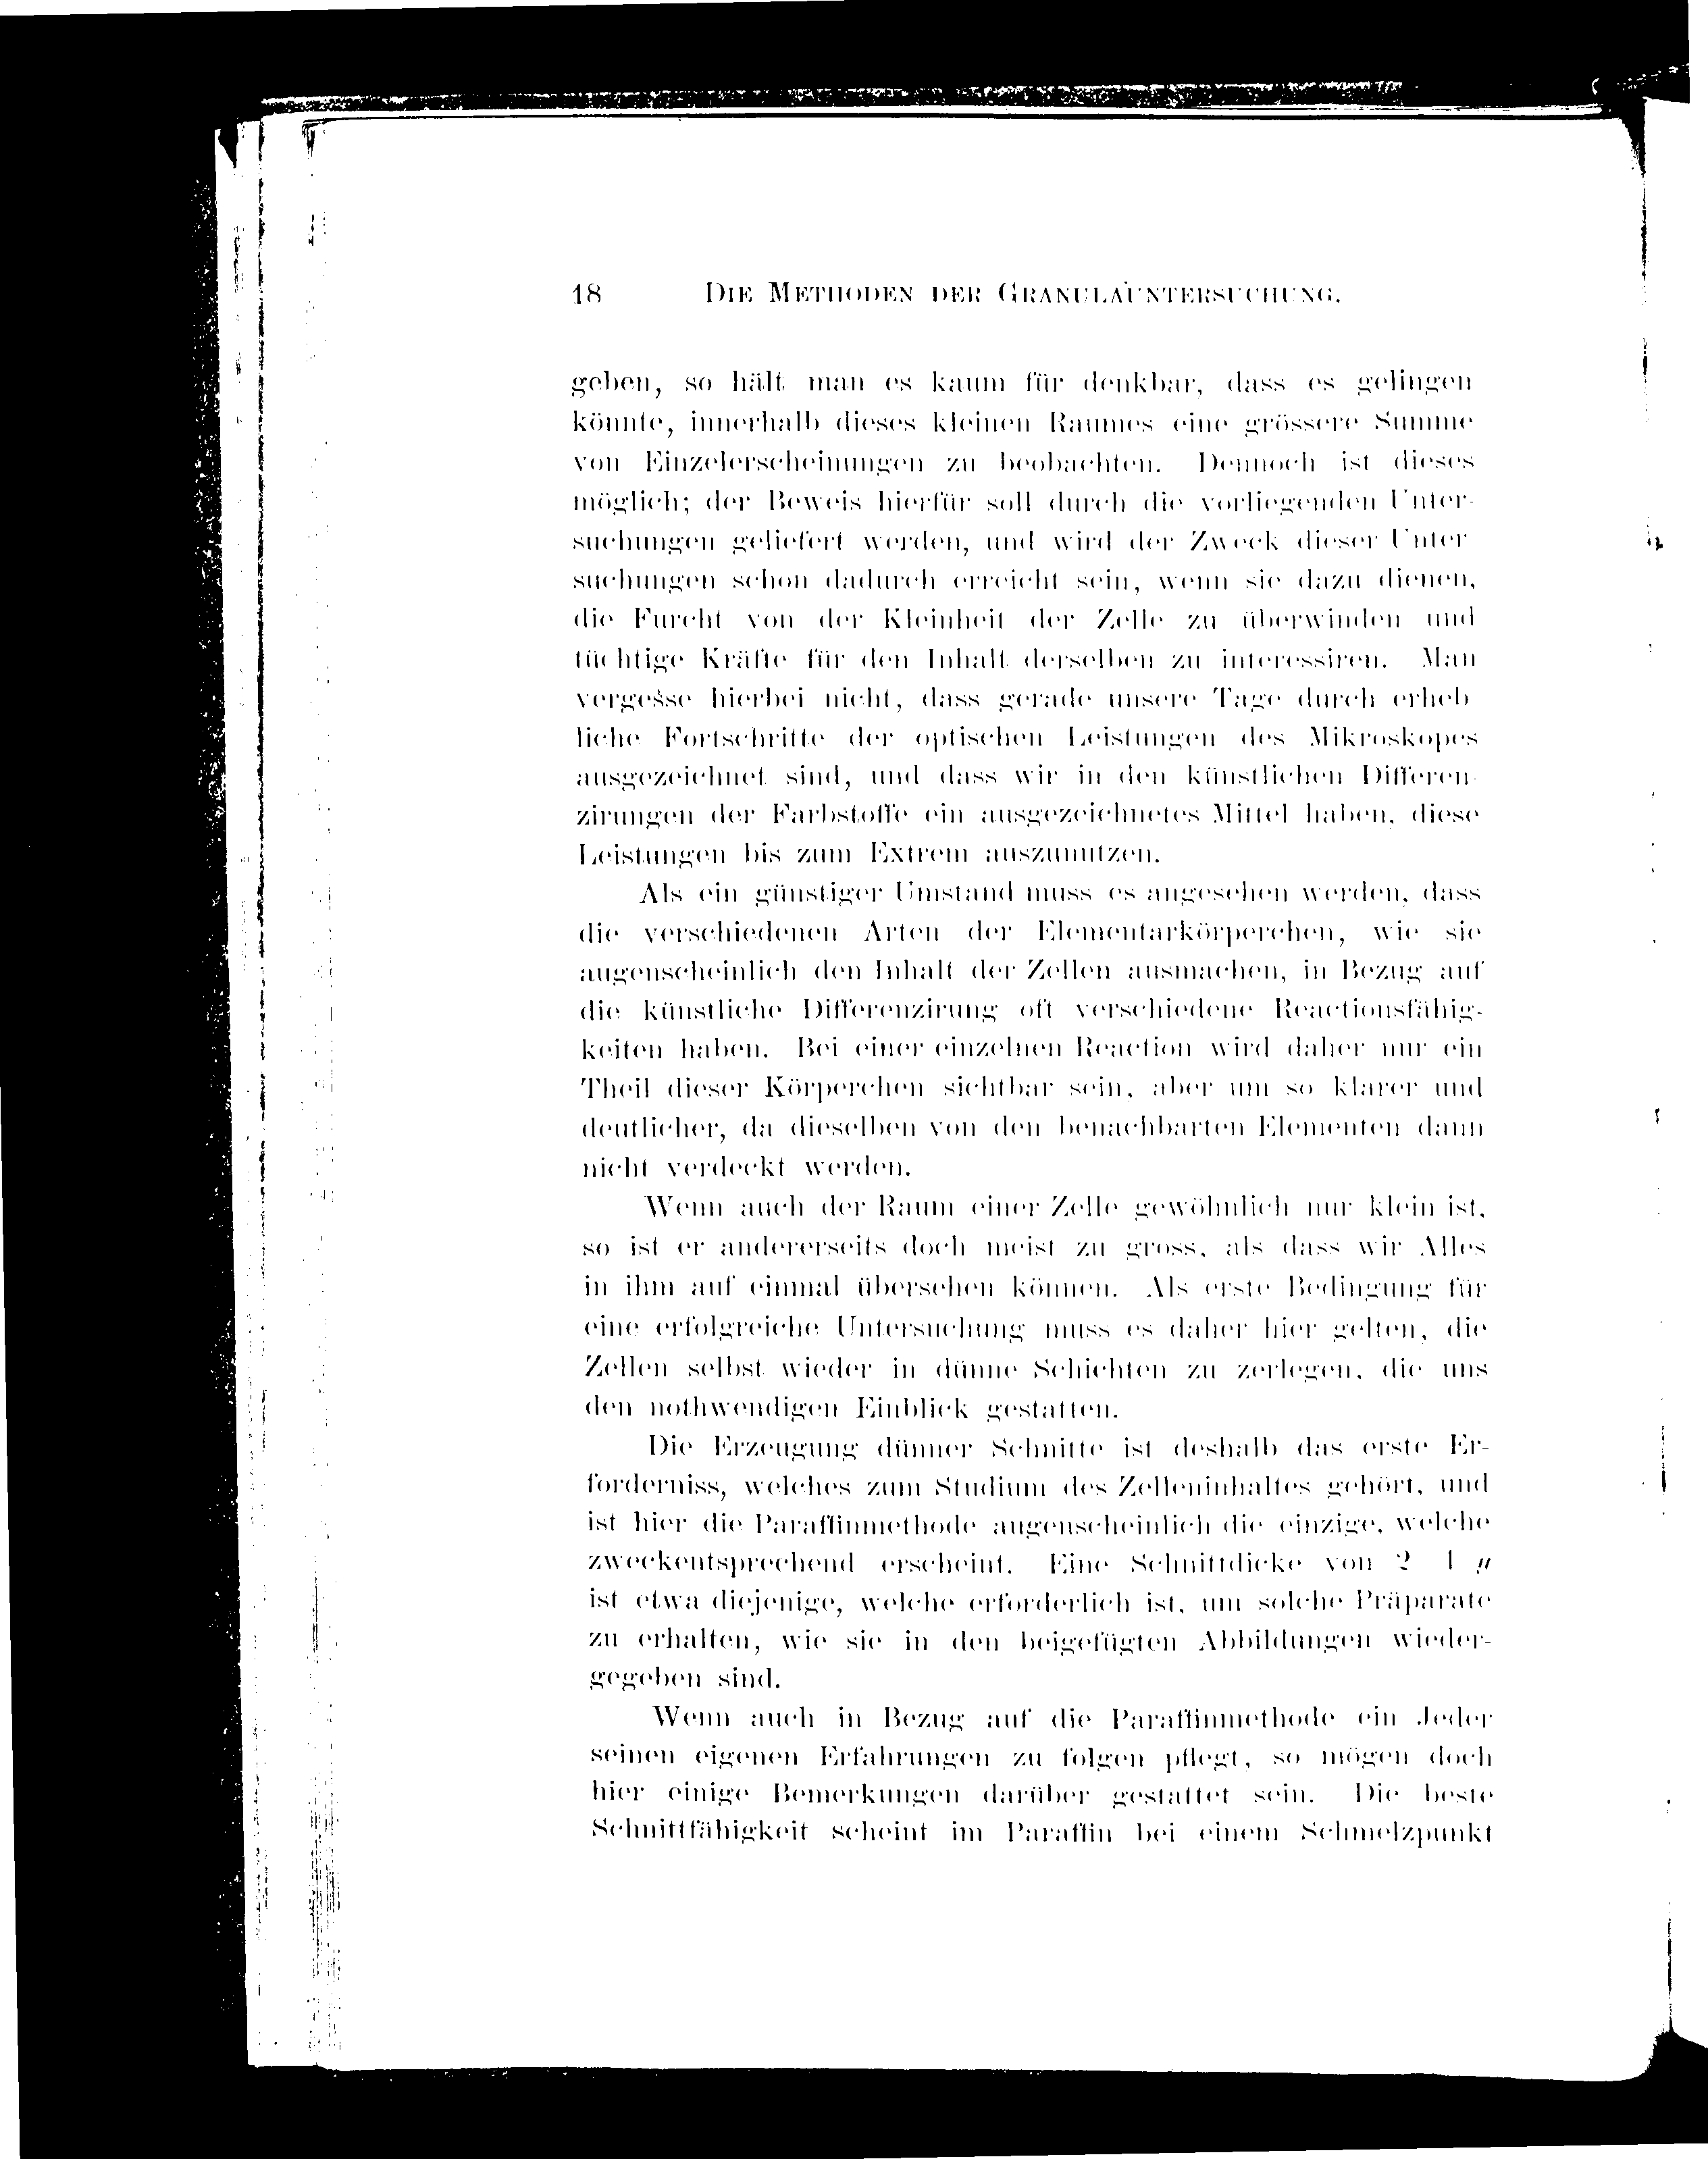 18 DIE METHODEN DER GRANULAUNTERSUCHUNG.
geben, so hält man es kaum für denkbar, dass es gelingen
könnte, innerhalb dieses kleinen Raumes eine grössere Summe
von Einzelerscheinungen zu beobachten. Dennoch ist dieses
möglich; der Beweis hierfür soll durch die vorliegenden Unter-
suchungen geliefert werden, und wird der Zweck dieser Unter
suchungen schon dadurch erreicht sein, wenn sie dazu dienen,
die Furcht von der Kleinheit der Zelle zu überwinden und
tüchtige Kräfte für den Inhalt derselben zu interessiren. Man
vergesse hierbei nicht, dass gerade unsere Tage durch erheb
liche Fortschritte der optischen Leistungen des Mikroskopes
ausgezeichnet sind, und dass wir in den künstlichen Differen-
zirungen der Farbstoffe ein ausgezeichnetes Mittel haben, diese
Leistungen bis zum Extrem auszunutzen.
Als ein günstiger Umstand muss es angesehen werden, dass
die verschiedenen Arten der Elementarkörperchen, wie sie
augenscheinlich den Inhalt der Zellen ausmachen, in Bezug auf
die künstliche Differenzirung oft verschiedene Reactionsfähig-
keiten haben. Bei einer einzelnen Reaction wird daher nur ein
Theil dieser Körperchen sichtbar sein, aber um so klarer und
deutlicher, da dieselben von den benachbarten Elementen dann
nicht verdeckt werden.
Wenn auch der Raum einer Zelle gewöhnlich nur klein ist,
so ist er andererseits doch meist zu gross, als dass wir Alles
in ihm auf einmal übersehen können. Als erste Bedingung für
eine erfolgreiche Untersuchung muss es daher hier gelten, die
Zellen selbst wieder in dünne Schichten zu zerlegen, die uns
den nothwendigen Einblick gestatten.
Die Erzeugung dünner Schnitte ist deshalb das erste Er-
forderniss, welches zum Studium des Zelleninhaltes gehört, und
ist hier die Paraffinmethode augenscheinlich die einzige, welche
zweckentsprechend erscheint. Eine Schnittdicke von 2 1 μ
ist etwa diejenige, welche erforderlich ist, um solche Präparate
zu erhalten, wie sie in den beigefügten Abbildungen wieder-
gegeben sind.
Wenn auch in Bezug auf die Paraffinmethode ein Jeder
seinen eigenen Erfahrungen zu folgen pflegt, so mögen doch
hier einige Bemerkungen darüber gestattet sein. Die beste
Schnittfähigkeit scheint im Paraffin bei einem Schmelzpunkt